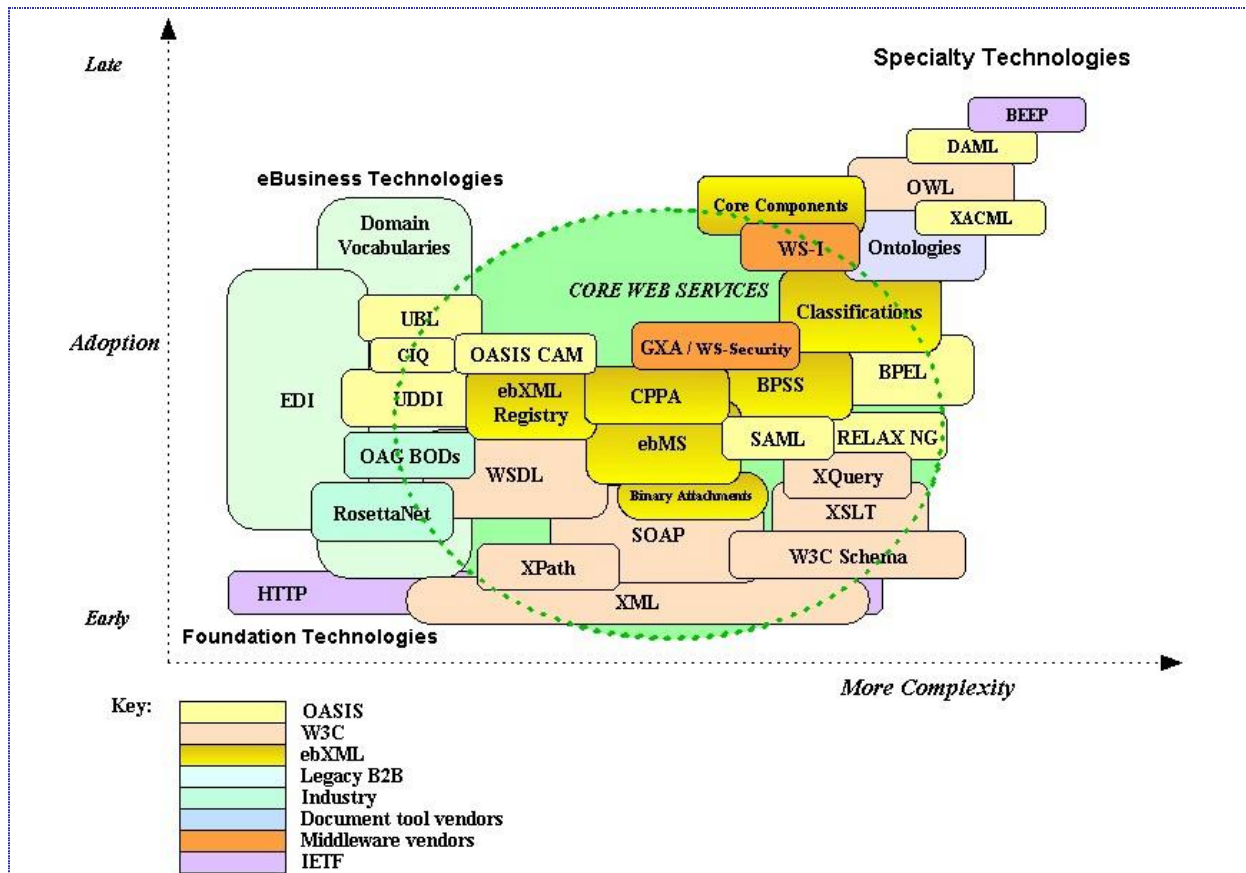 Late
Specialty Technologies
BEEP
DAML
OWL
XACML
eBusiness Technologies
Domain
Vocabularies
Core Components
WS-I
Ontologies
CORE WEB SERVICES
Classifications
Adoption
UBL
CIQ
OASIS CAM
GXA / WS-Security
BPEL
EDI
UDDI
ebXML
Registry
CPPA
BPSS
OAG BODs
WSDL
ebMS
SAML
RELAX NG
XQuery
RosettaNet
Binary Attachments
XSLT
SOAP
W3C Schema
XPath
HTTP
XML
Early
Foundation Technologies
More Complexity
Key:
OASIS
W3C
ebXML
Legacy B2B
Industry
Document tool vendors
Middleware vendors
IETF